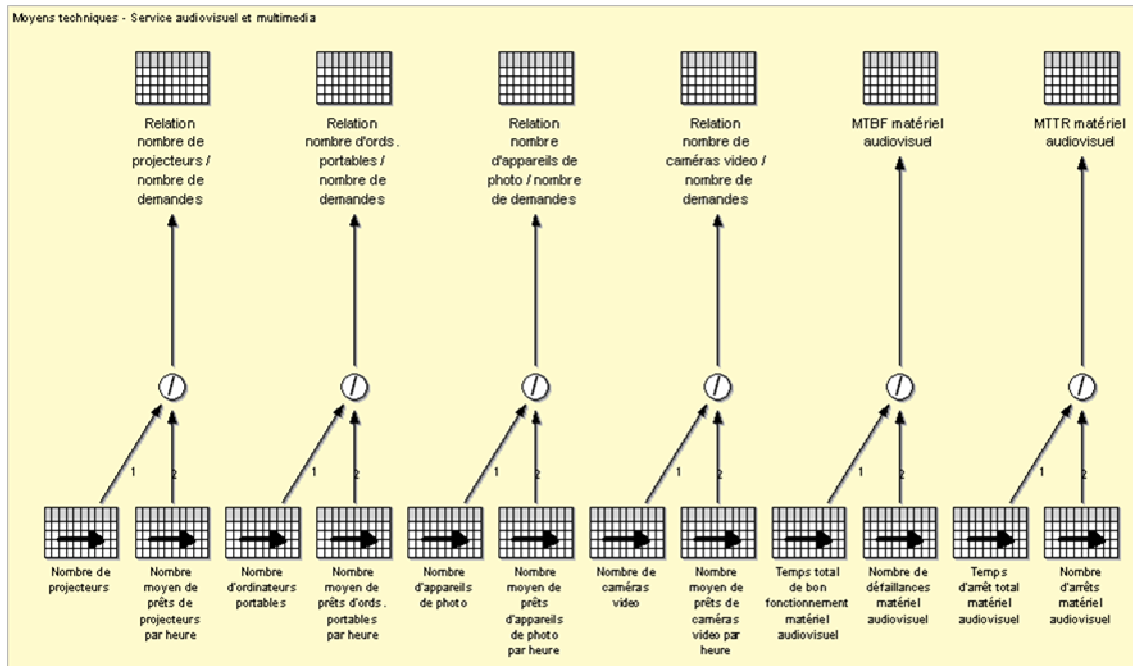 Moyens techniques - Service audiovisuel et multimedia
Relation
nombre de
projecteurs /
nombre de
demandes
Relation
nombre d'ords.
portables /
nombre de
demandes
Relation
nombre
d'appareils de
photo / nombre
de demandes
Relation
nombre de
caméras video /
nombre de
demandes
MTBF matériel
audiovisuel
MTTR matériel
audiovisuel
/
/
/
/
/
/
1
2
1
2
1
2
1
2
1
2
1
2
Nombre de
projecteurs
Nombre
moyen de
prêts de
projecteurs
par heure
Nombre
d'ordinateurs
portables
Nombre
moyen de
prêts d'ords.
portables
par heure
Nombre
d'appareils
de photo
Nombre
moyen de
prêts
d'appareils
de photo
par heure
Nombre de
caméras
video
Nombre
moyen de
prêts de
caméras
video par
heure
Temps total
de bon
fonctionnement
matériel
audiovisuel
Nombre de
défaillances
matériel
audiovisuel
Temps
d'arrêt total
matériel
audiovisuel
Nombre
d'arrêts
matériel
audiovisuel